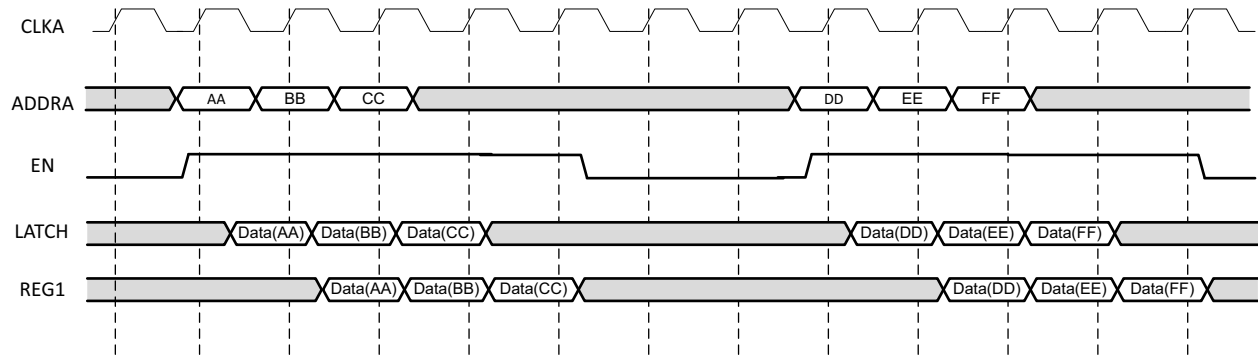 CLKA
ADDRA AA BB CC DD EE FF
EN
LATCH Data(AA) Data(BB) Data(CC) Data(DD) Data(EE) Data(FF)
REG1 Data(AA) Data(BB) Data(CC) Data(DD) Data(EE) Data(FF)